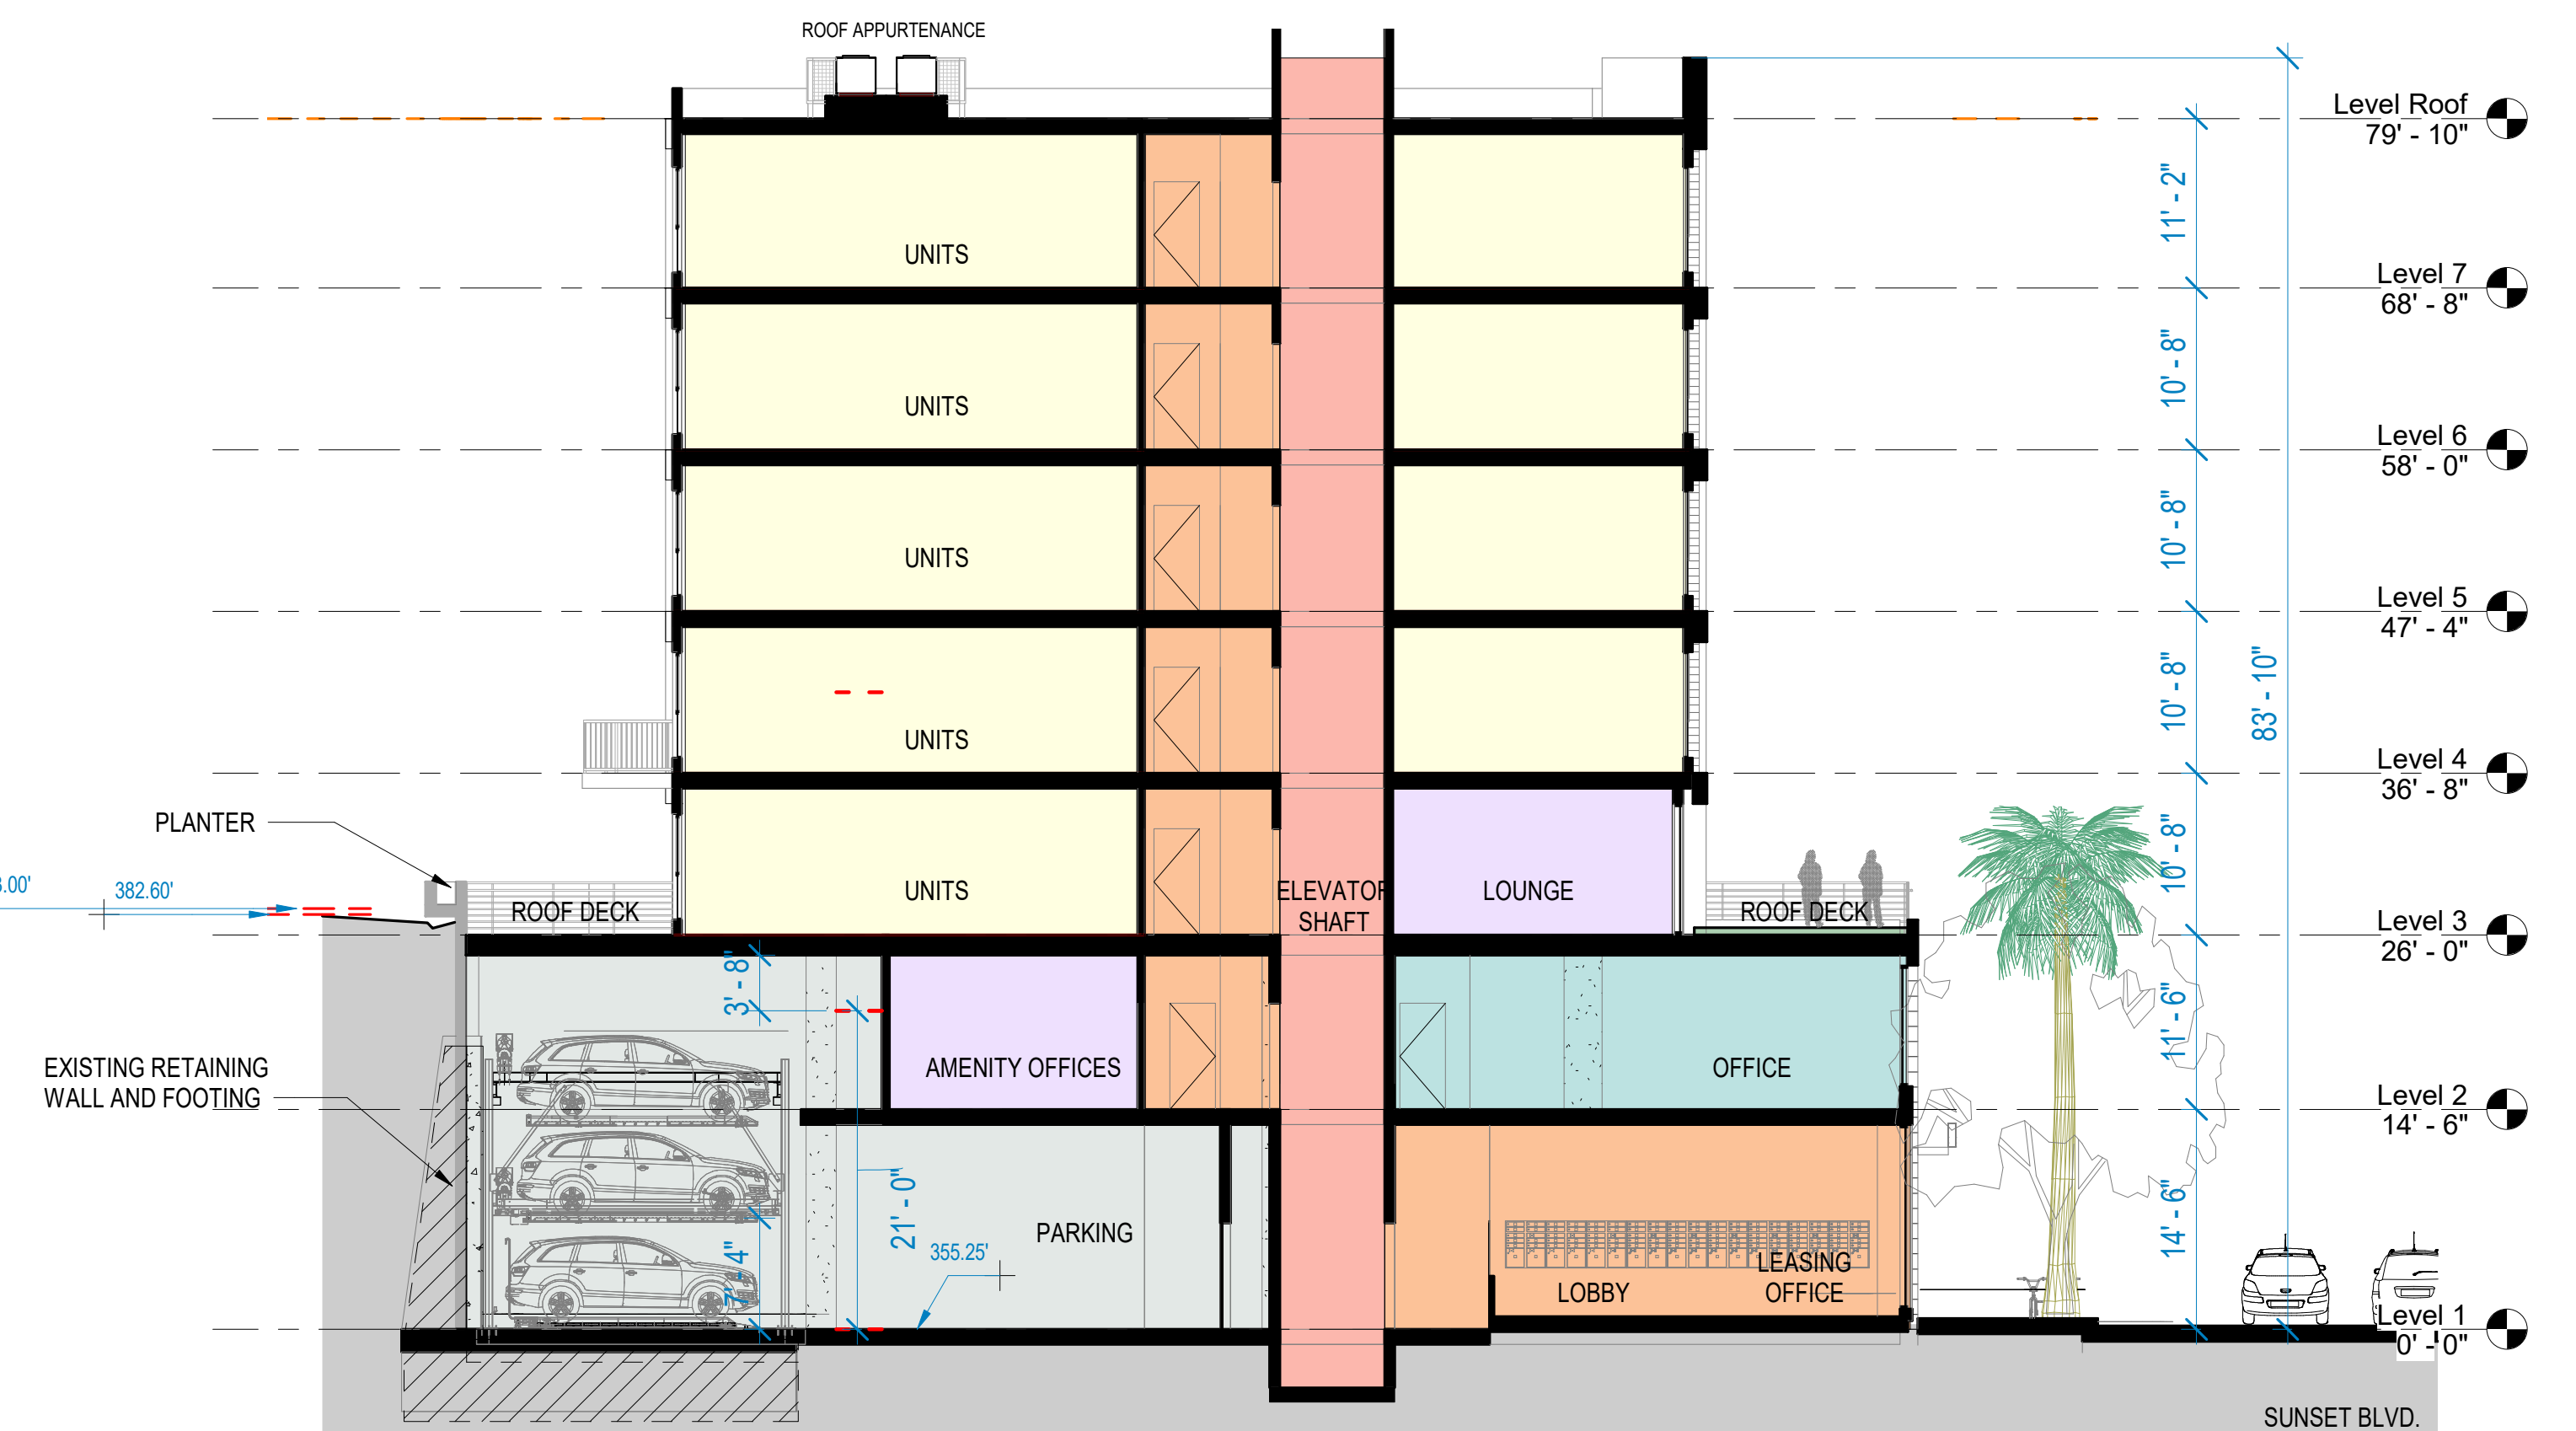 ROOF APPURTENANCE
Level Roof
79' - 10"
11' - 2"
UNITS
Level 7
68' - 8"
10' - 8"
UNITS
Level 6
58' - 0"
10' - 8"
UNITS
Level 5
47' - 4"
10' - 8"
83' - 10"
UNITS
Level 4
36' - 8"
PLANTER
10' - 8"
.00'
382.60'
UNITS
ELEVATOR
SHAFT
LOUNGE
ROOF DECK
ROOF DECK
Level 3
26' - 0"
3' - 8"
11' - 6"
EXISTING RETAINING
WALL AND FOOTING
AMENITY OFFICES
OFFICE
Level 2
14' - 6"
21' - 0"
14' - 6"
PARKING
7' - 4"
355.25'
LOBBY
LEASING
OFFICE
Level 1
0' - 0"
SUNSET BLVD.